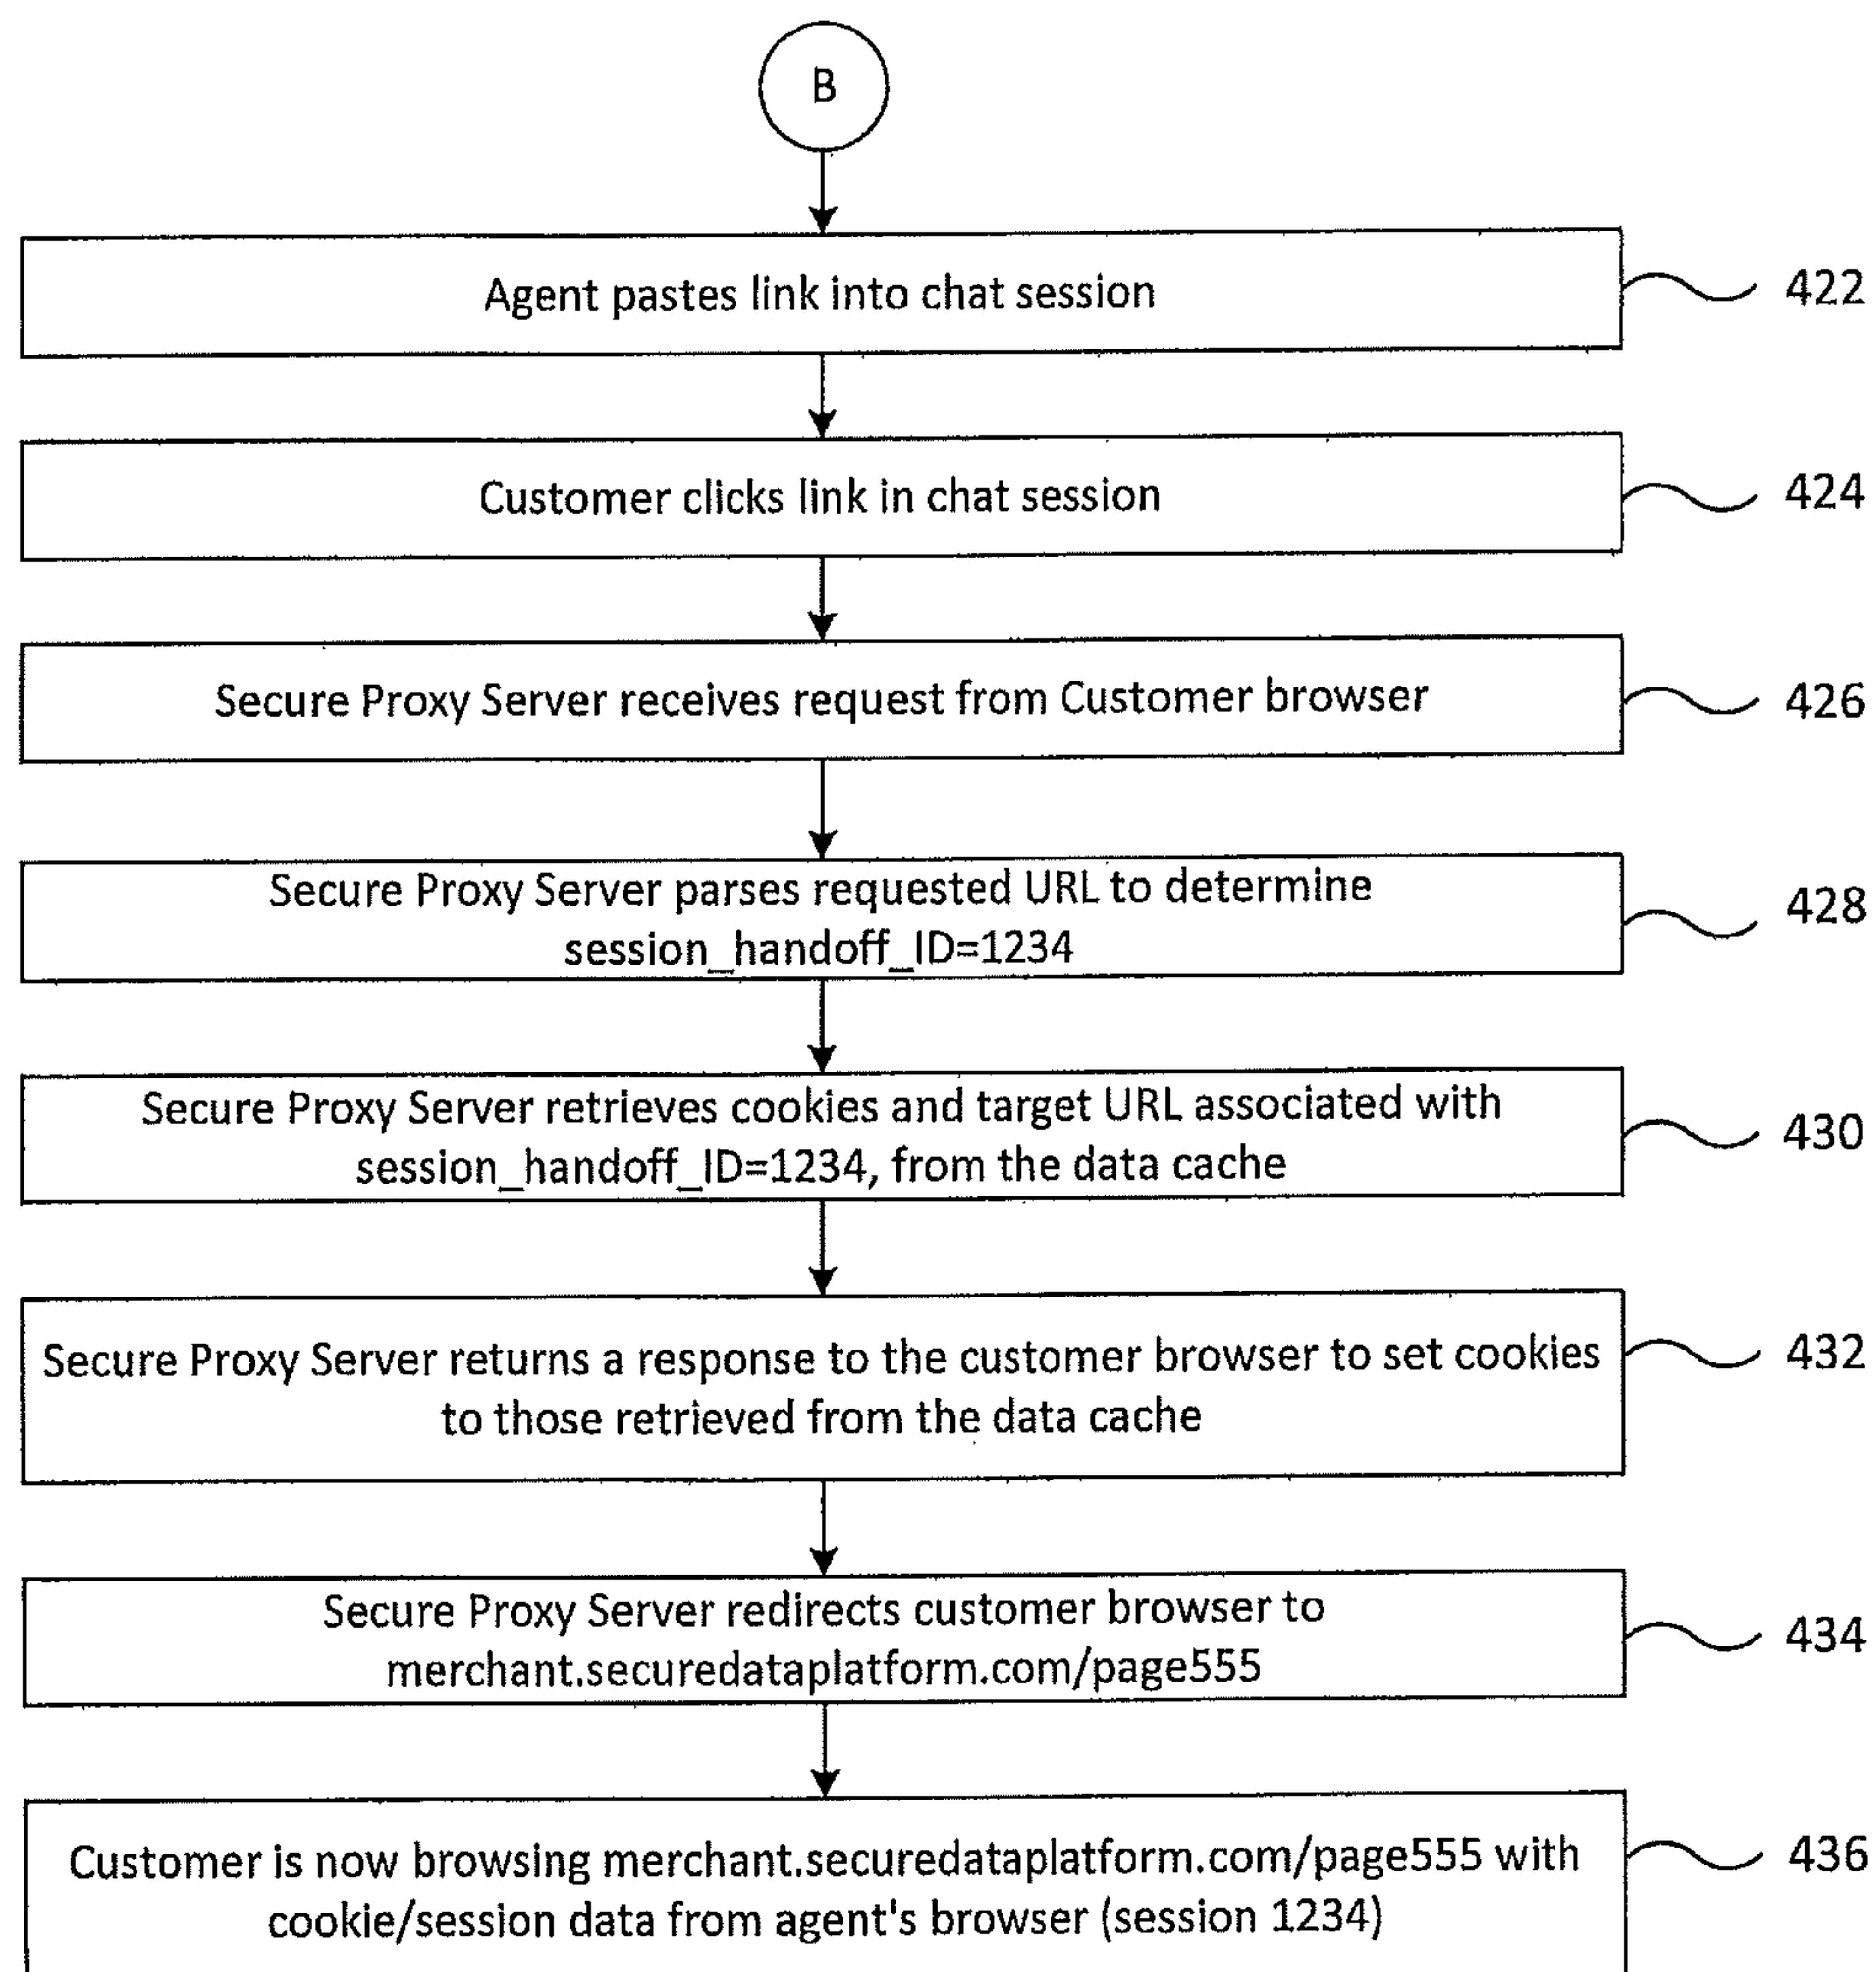 B
Agent pastes link into chat session
422
Customer clicks link in chat session
424
Secure Proxy Server receives request from Customer browser
426
Secure Proxy Server parses requested URL to determine
session_handoff_ID=1234
428
Secure Proxy Server retrieves cookies and target URL associated with
session_handoff_ID=1234, from the data cache
430
Secure Proxy Server returns a response to the customer browser to set cookies
to those retrieved from the data cache
432
Secure Proxy Server redirects customer browser to
merchant.securedataplatform.com/page555
434
Customer is now browsing merchant.securedataplatform.com/page555 with
cookie/session data from agent's browser (session 1234)
436